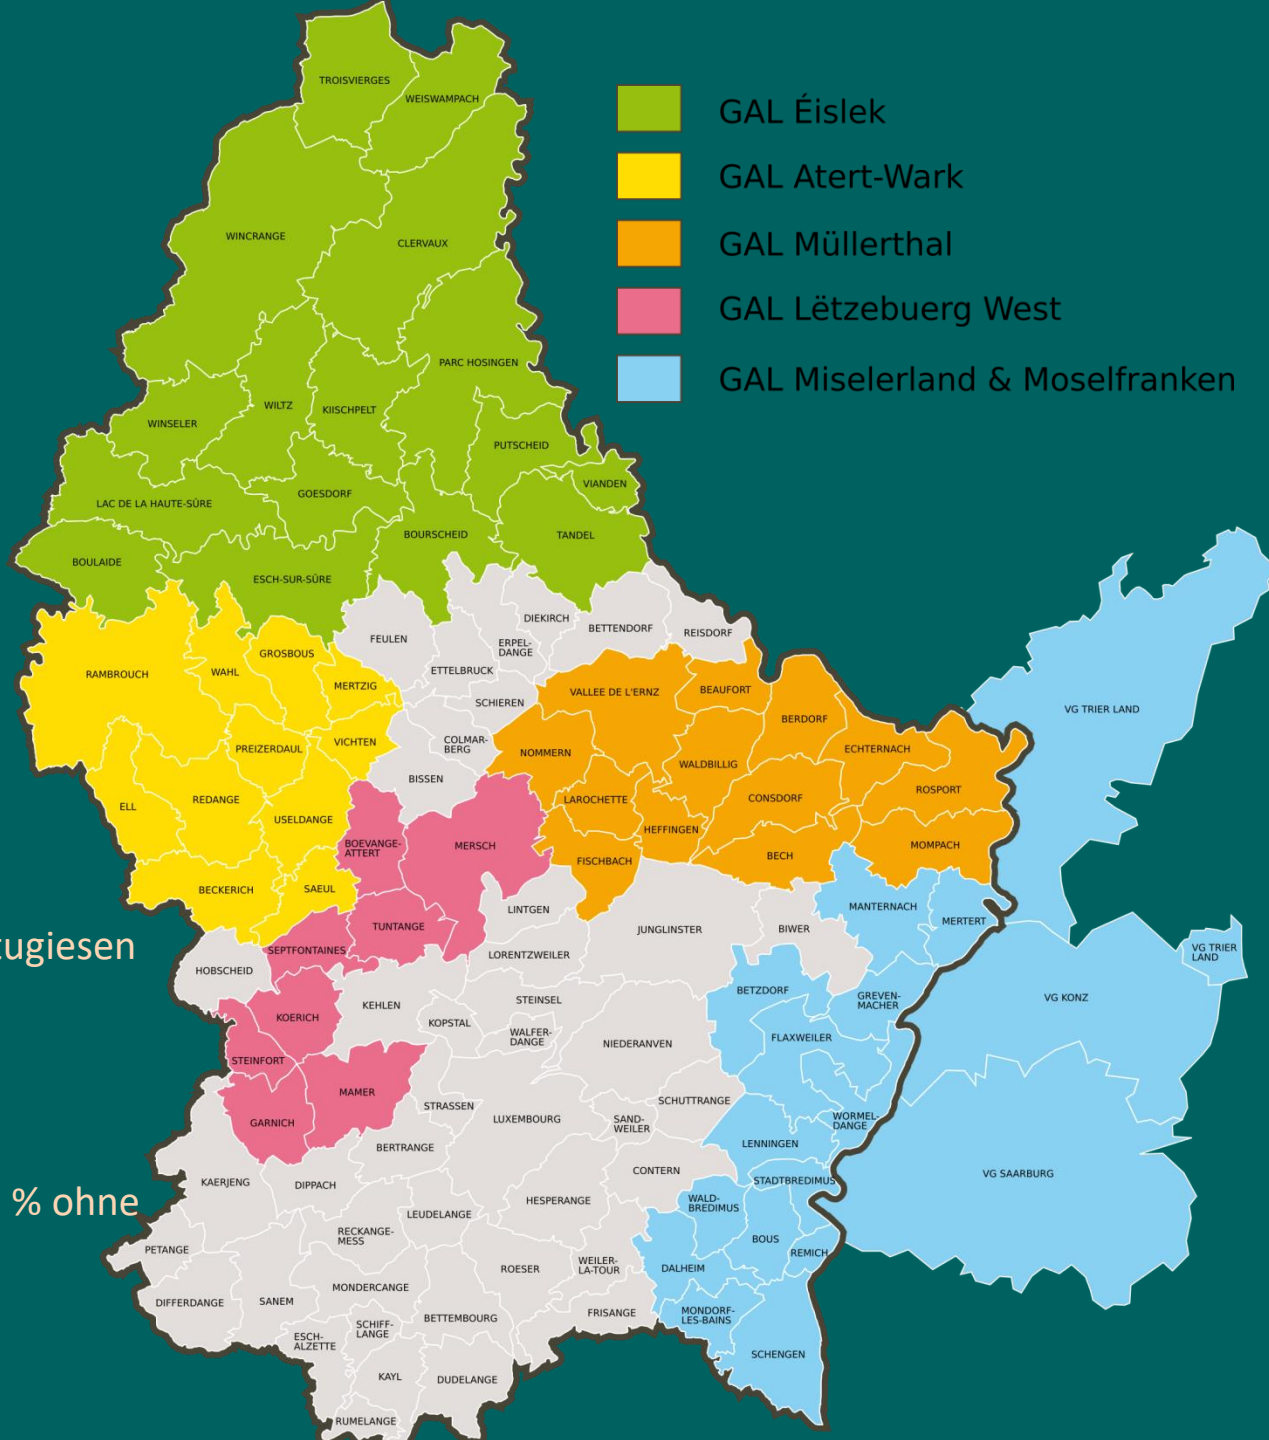 TROISVIERGES
WEISWAMPACH
GAL Éislek
GAL Atert-Wark
GAL Müllerthal
GAL Lëtzebuerg West
GAL Miselerland & Moselfranken
WINCRANGE
CLERVAUX
PARC HOSINGEN
WILTZ
KIISCHPELT
WINSELER
PUTSCHEID
VIANDEN
GOESDORF
LAC DE LA HAUTE-SÛRE
BOURSCHEID
TANDEL
BOULAIDE
ESCH-SUR-SÛRE
DIEKIRCH
BETTENDORF
REISDORF
FEULEN
ERPEL-
DANGE
ETTELBRUCK
GROSBOUS
WAHL
RAMBROUCH
MERTZIG
VALLEE DE L'ERNZ
BEAUFORT
SCHIEREN
VG TRIER LAND
BERDORF
COLMAR-
BERG
VICHTEN
PREIZERDAUL
NOMMERN
ECHTERNACH
WALDBILLIG
BISSEN
ROSPORT
CONSDORF
LAROCHETTE
REDANGE
ELL
USELDANGE
HEFFINGEN
BOEVANGE-
ATTERT
MERSCH
MOMPACH
BECH
FISCHBACH
BECKERICH
SAEUL
MANTERNACH
LINTGEN
MERTERT
TUNTANGE
JUNGLINSTER
BIWER
tugiesen
SEPTFONTAINES
LORENTZWEILER
VG TRIER
LAND
HOBSCHEID
BETZDORF
GREVEN-
MACHER
VG KONZ
STEINSEL
KEHLEN
KOERICH
KOPSTAL
WALFER-
DANGE
FLAXWEILER
NIEDERANVEN
STEINFORT
MAMER
SCHUTTRANGE
STRASSEN
LUXEMBOURG
SAND-
WEILER
GARNICH
WORMEL-
DANGE
LENNINGEN
BERTRANGE
CONTERN
VG SAARBURG
STADTBREDIMUS
KAERJENG
DIPPACH
% ohne
HESPERANGE
WALD-
BREDIMUS
LEUDELANGE
RECKANGE-
MESS
BOUS
PETANGE
REMICH
WEILER-
LA-TOUR
ROESER
DALHEIM
MONDERCANGE
DIFFERDANGE
SANEM
FRISANGE
BETTEMBOURG
MONDORF-
LES-BAINS
SCHIFF-
LANGE
ESCH-
ALZETTE
SCHENGEN
KAYL
DUDELANGE
RUMELANGE